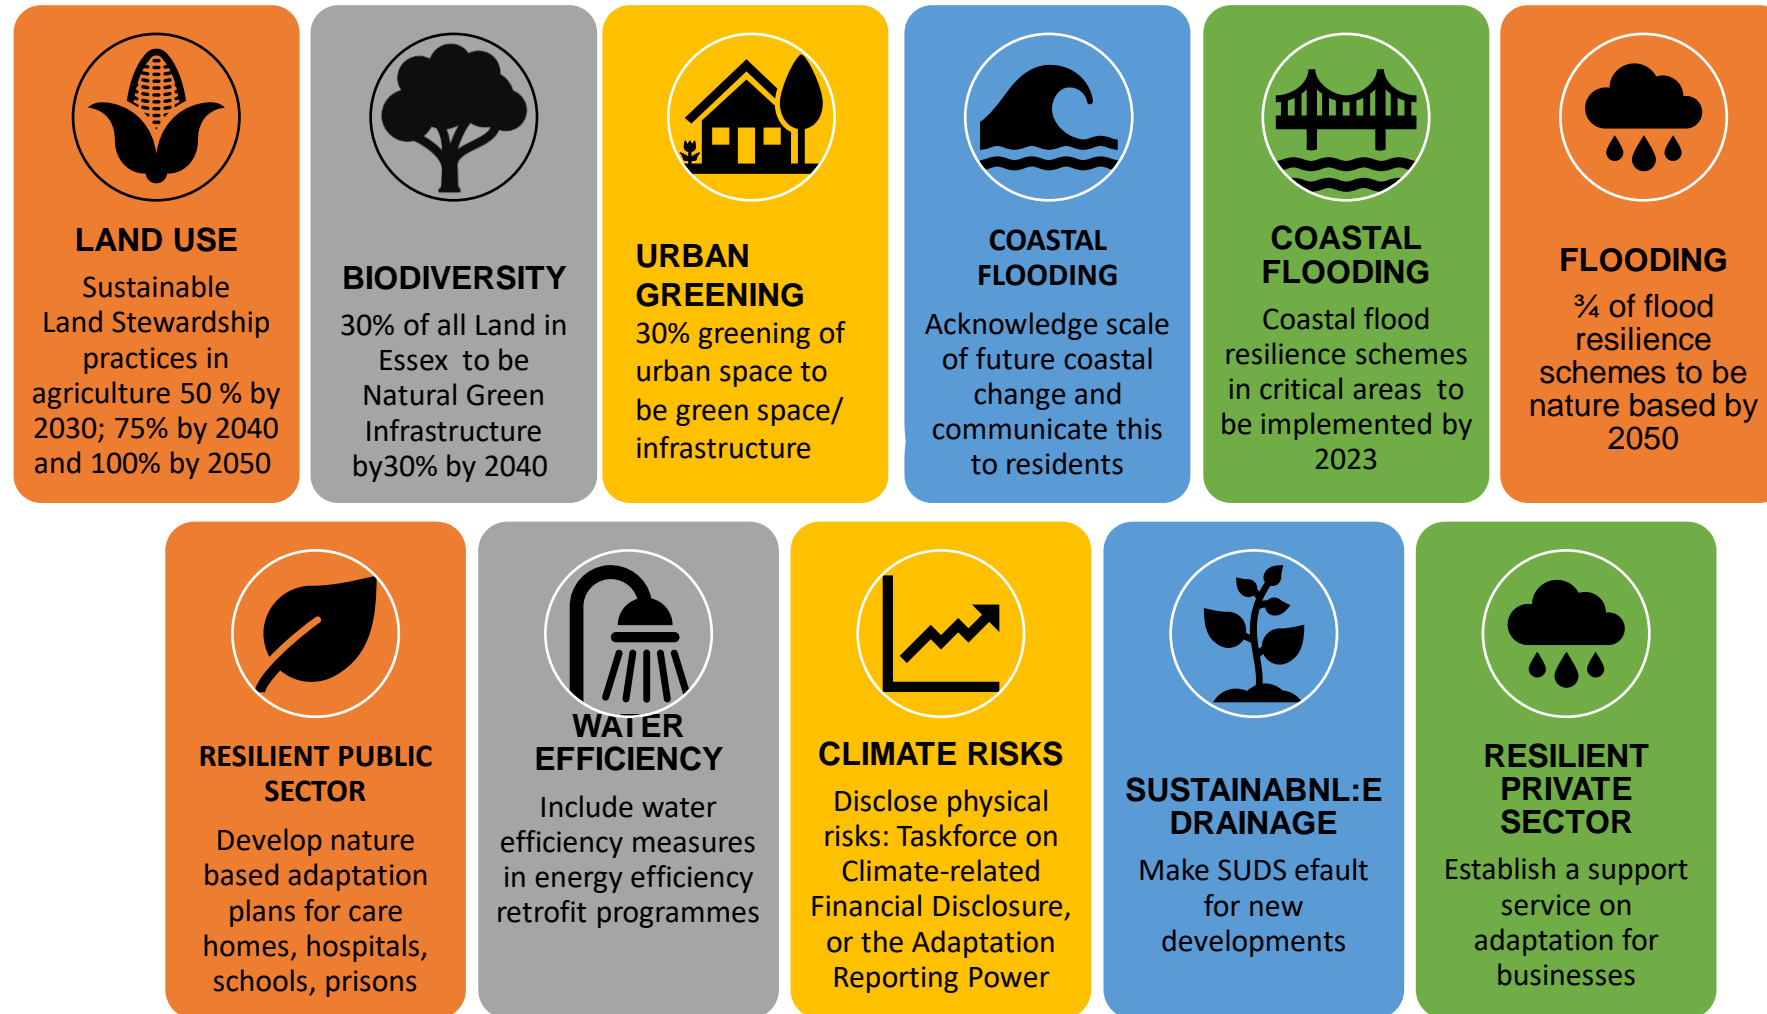 LAND USE
Sustainable
Land Stewardship
practices in
agriculture 50 % by
2030; 75% by 2040
and 100% by 2050
BIODIVERSITY
30% of all Land in
Essex to be
Natural Green
Infrastructure
by30% by 2040
URBAN
GREENING
30% greening of
urban space to
be green space/
infrastructure
COASTAL
FLOODING
Acknowledge scale
of future coastal
change and
communicate this
to residents
COASTAL
FLOODING
Coastal flood
resilience schemes
in critical areas to
be implemented by
2023
FLOODING
¾ of flood
resilience
schemes to be
nature based by
2050
RESILIENT PUBLIC
SECTOR
Develop nature
based adaptation
plans for care
homes, hospitals,
schools, prisons
WATER
EFFICIENCY
Include water
efficiency measures
in energy efficiency
retrofit programmes
CLIMATE RISKS
Disclose physical
risks: Taskforce on
Climate-related
Financial Disclosure,
or the Adaptation
Reporting Power
SUSTAINABNL:E
DRAINAGE
Make SUDS efault
for new
developments
RESILIENT
PRIVATE
SECTOR
Establish a support
service on
adaptation for
businesses